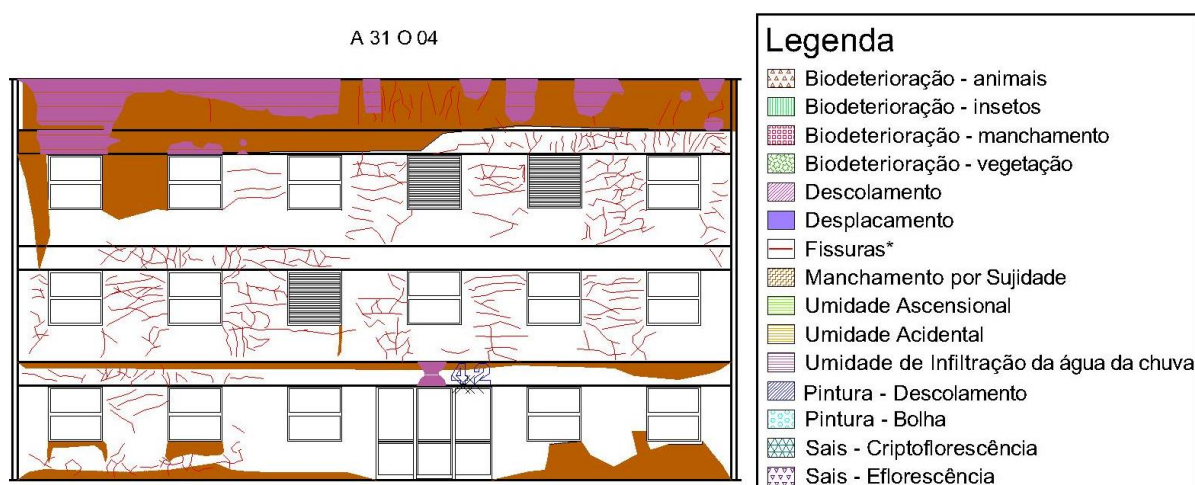 A 31 O 04
42
Legenda
Biodeterioração - animais
Biodeterioração - insetos
Biodeterioração - manchamento
Biodeterioração - vegetação
Descolamento
Desplacamento
Fissuras*
Manchamento por Sujidade
Umidade Ascensional
Umidade Acidental
Umidade de Infiltração da água da chuva
Pintura - Descolamento
Pintura - Bolha
Sais - Criptoflorescência
Sais - Eflorescência